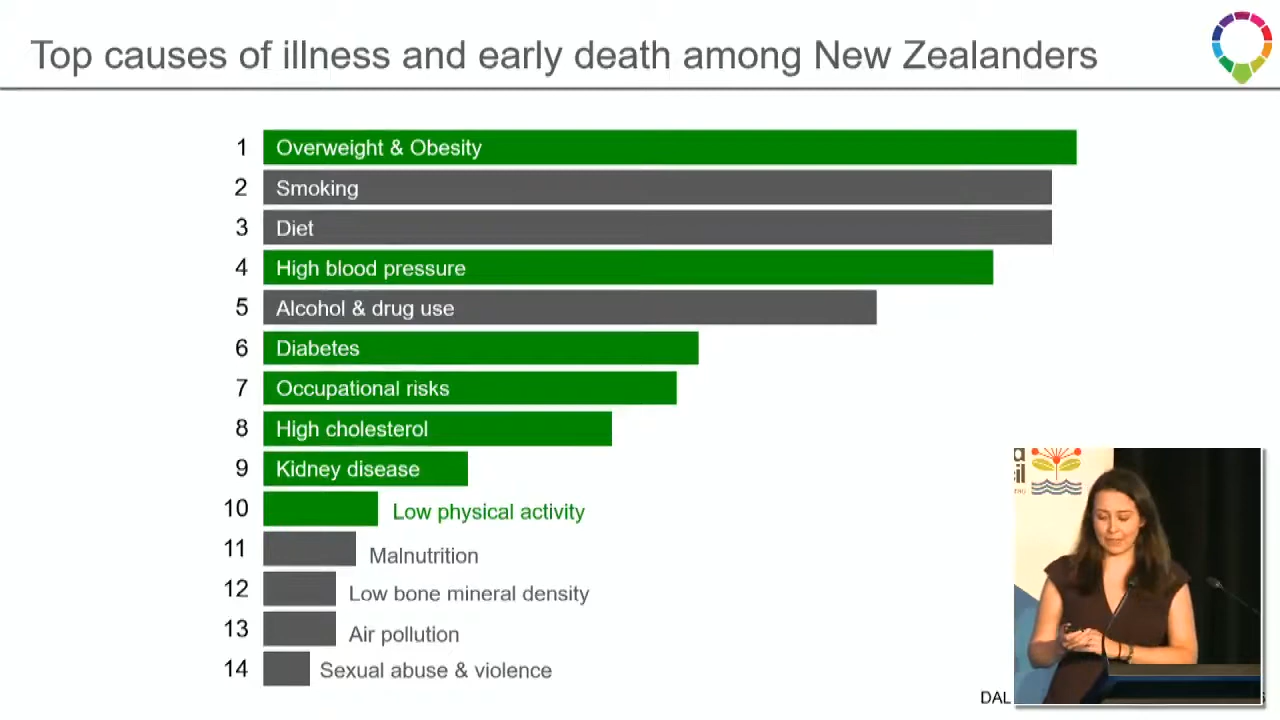 Top causes of illness and early death among New Zealanders
1 Overweight & Obesity
2 Smoking
3 Diet
4 High blood pressure
5 Alcohol & drug use
6 Diabetes
7 Occupational risks
8 High cholesterol
9 Kidney disease
10 Low physical activity
11 Malnutrition
12 Low bone mineral density
13 Air pollution
14 Sexual abuse & violence
DAL